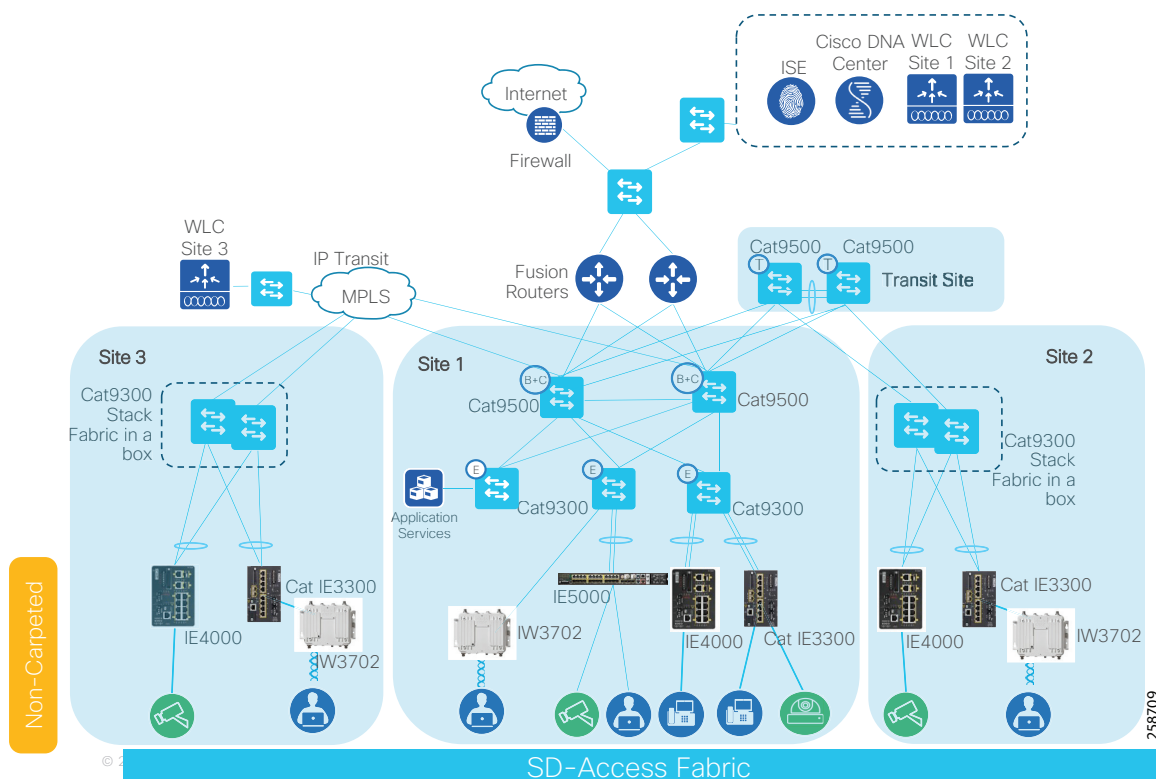 Cisco DNA
Center
WLC
Site 1
WLC
Site 2
ISE
Internet
Firewall
WLC
Site 3
IP Transit
MPLS
Fusion
Routers
Cat9500
Cat9500
T
T
Transit Site
Site 3
Cat9300
Stack
Fabric in a
box
IE4000
Cat IE3300
IW3702
Site 1
B+C
B+C
Cat9500
Cat9500
E
E
E
Cat9300
Cat9300
Application
Services
IE5000
IW3702
IE4000
Cat IE3300
Site 2
Cat9300
Stack
Fabric in a
box
IE4000
Cat IE3300
IW3702
Non-Carpeted
258709
© 2
SD-Access Fabric